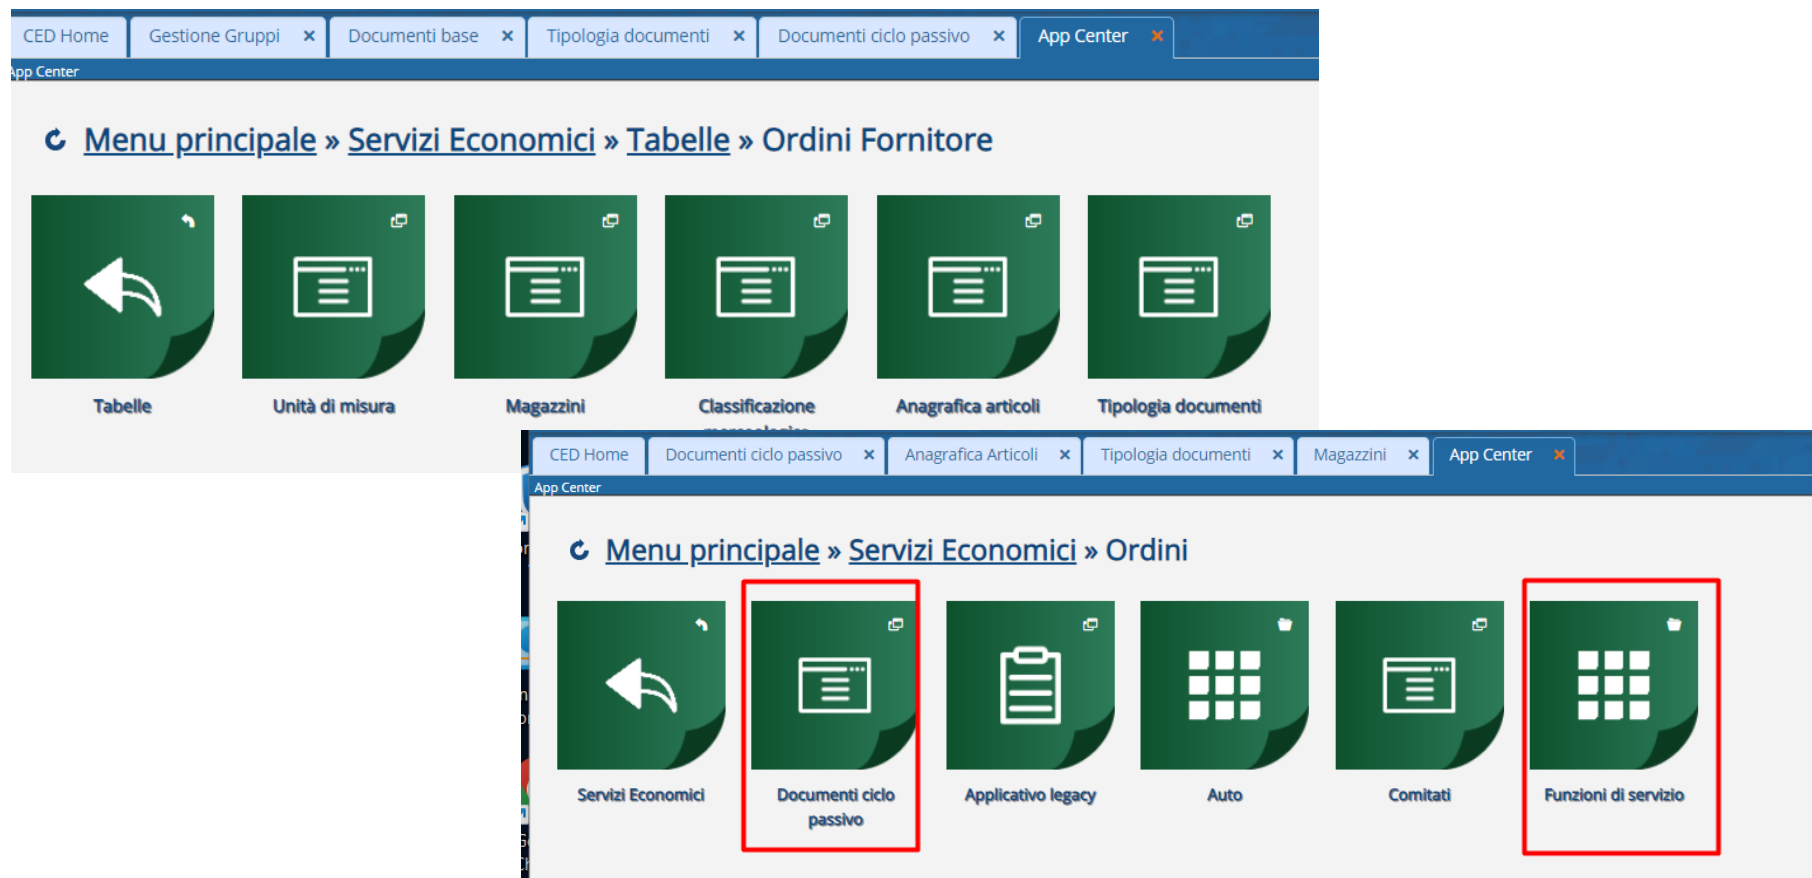 CED Home Gestione Gruppi × Documenti base × Tipologia documenti × Documenti ciclo passivo × App Center ×
App Center
Menu principale » Servizi Economici » Tabelle » Ordini Fornitore
Tabelle Unità di misura Magazzini Classificazione Anagrafica articoli Tipologia documenti
CED Home Documenti ciclo passivo × Anagrafica Articoli × Tipologia documenti × Magazzini × App Center ×
App Center
Menu principale » Servizi Economici » Ordini
Servizi Economici Documenti ciclo Applicativo legacy Auto Comitati Funzioni di servizio
passivo